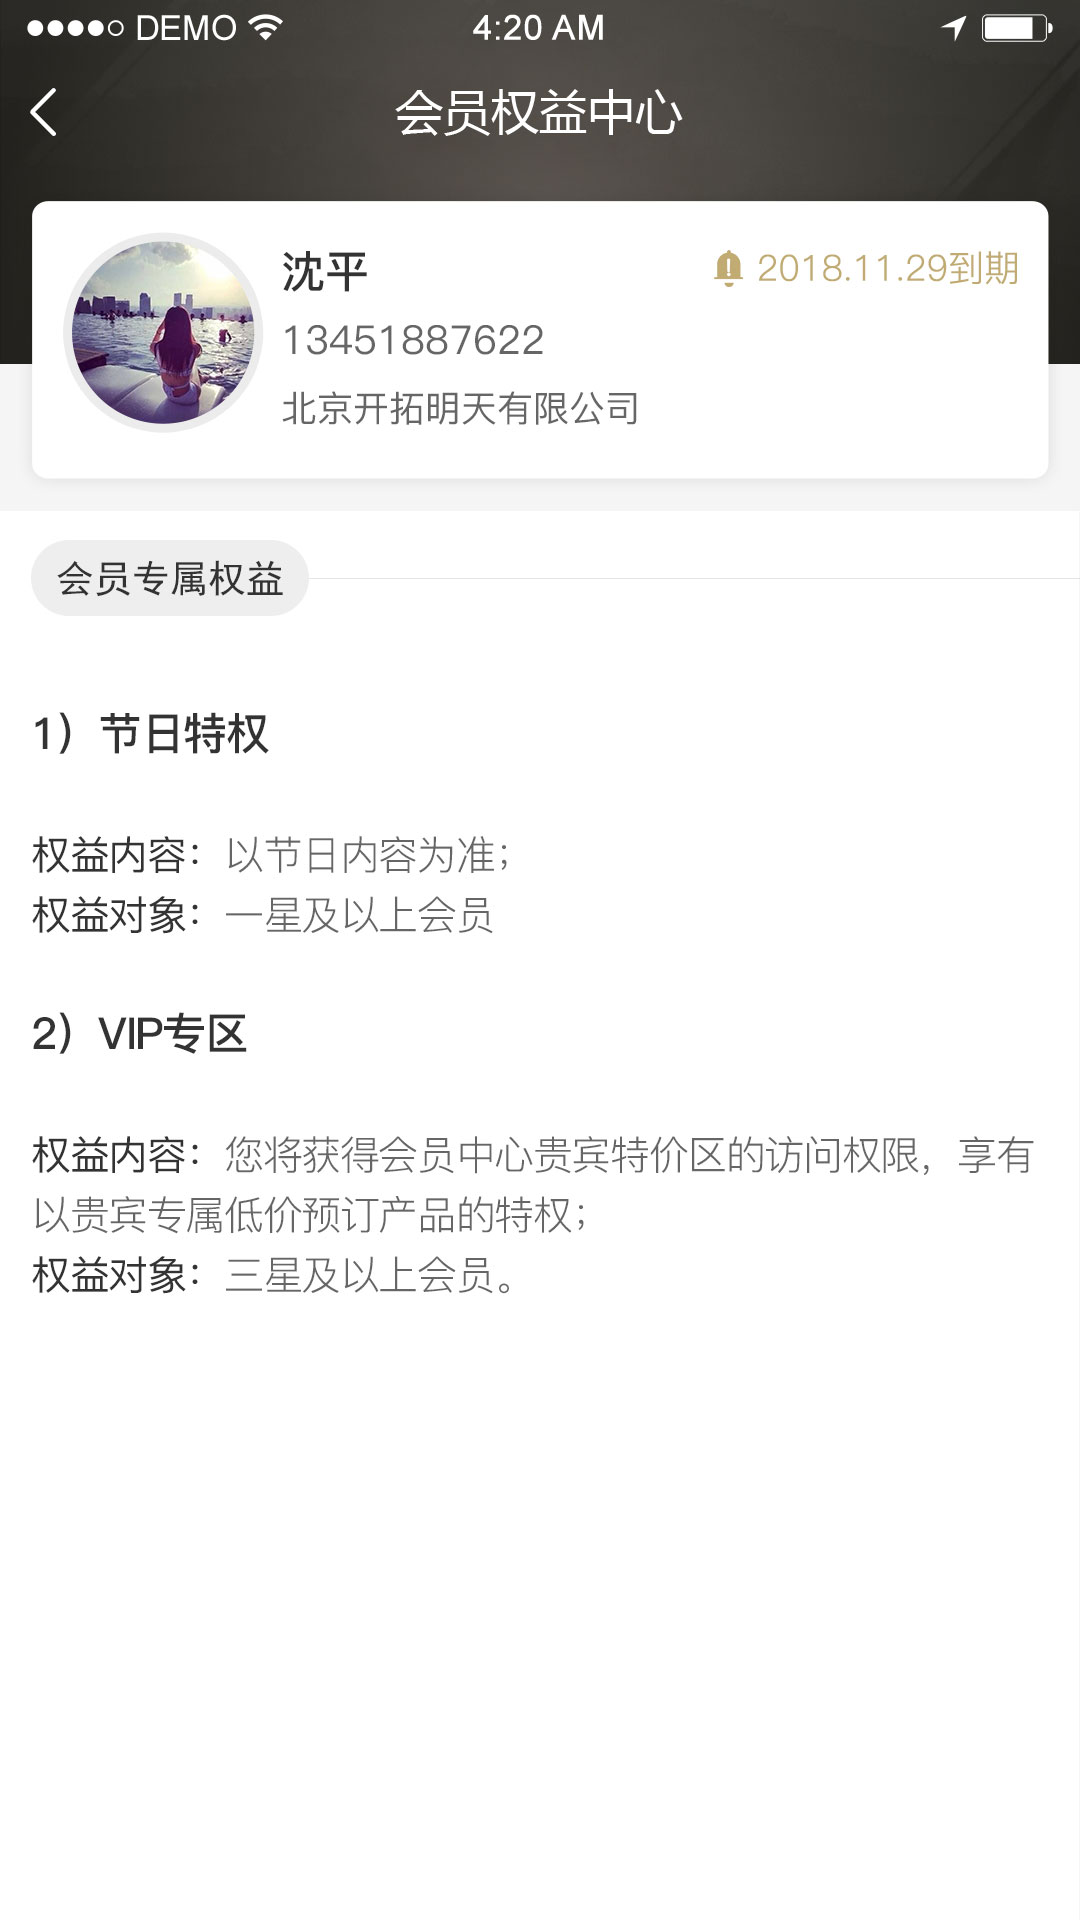 DEMO 4:20 AM
会员权益中心
沈平
2018.11.29到期
13451887622
北京开拓明天有限公司
会员专属权益
1）节日特权
权益内容：以节日内容为准；
权益对象：一星及以上会员
2）VIP专区
权益内容：您将获得会员中心贵宾特价区的访问权限，享有
以贵宾专属低价预订产品的特权；
权益对象：三星及以上会员。